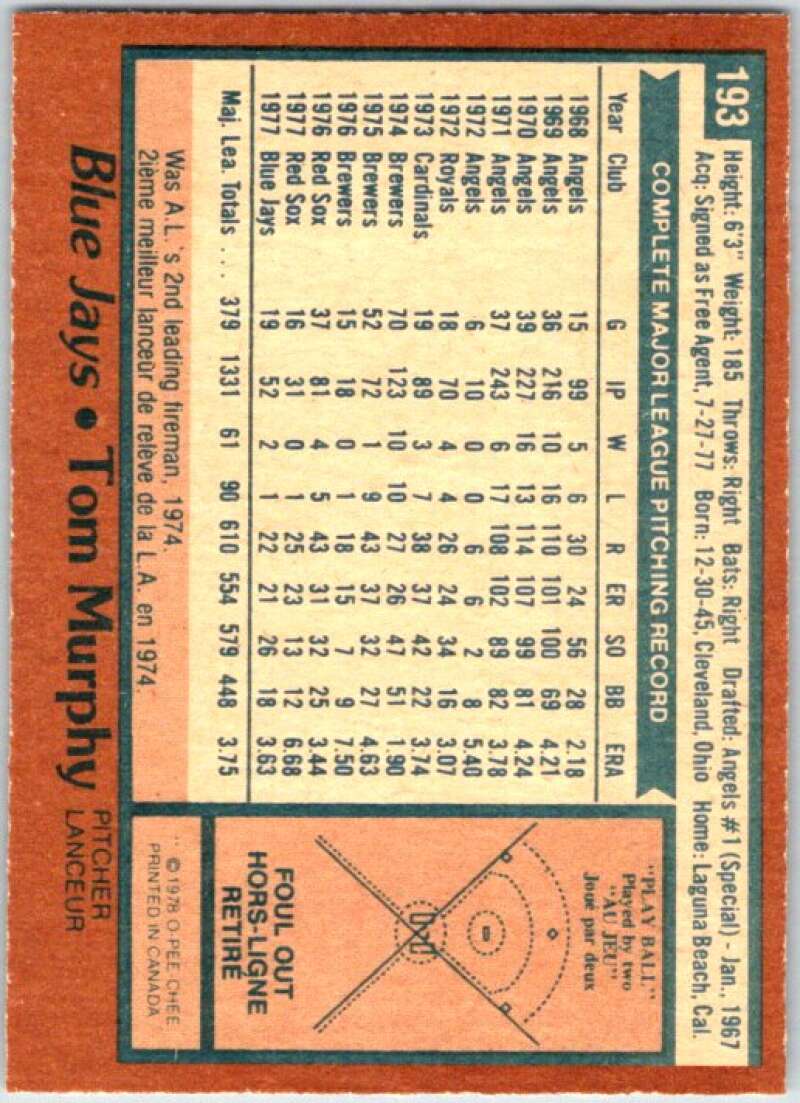 193
Height: 6'3" Weight: 185 Throws: Right Bats: Right Drafted: Angels #1 (Special) - Jan., 1967
Acq: Signed as Free Agent, 7-27-77 Born: 12-30-45, Cleveland, Ohio Home: Laguna Beach, Cal.
COMPLETE MAJOR LEAGUE PITCHING RECORD
Year Club G IP W L R ER SO BB ERA
1968 Angels 15 99 5 6 30 24 56 28 2.18
1969 Angels 36 216 10 16 110 101 100 69 4.21
1970 Angels 39 227 16 13 114 107 99 81 4.24
1971 Angels 37 243 6 17 108 102 89 82 3.78
1972 Angels 6 10 0 0 6 6 2 8 5.40
1972 Royals 18 70 4 4 26 24 34 16 3.07
1973 Cardinals 19 89 3 7 38 37 42 22 3.74
1974 Brewers 70 123 10 10 27 26 47 51 1.90
1975 Brewers 52 72 1 9 43 37 32 27 4.63
1976 Brewers 15 18 0 1 18 15 7 9 7.50
1976 Red Sox 37 81 4 5 43 31 32 25 3.44
1977 Red Sox 16 31 0 1 25 23 13 12 6.68
1977 Blue Jays 19 52 2 1 22 21 26 18 3.63
Maj. Lea. Totals . . . 379 1331 61 90 610 554 579 448 3.75
Was A.L.'s 2nd leading fireman, 1974.
2ième meilleur lanceur de relève de la L.A. en 1974.
Blue Jays • Tom Murphy
PITCHER
LANCEUR
"PLAY BALL"
Played by two
"AU JEU"
Joué par deux
FOUL OUT
HORS-LIGNE
RETIRE
** © 1978 O-PEE-CHEE
PRINTED IN CANADA